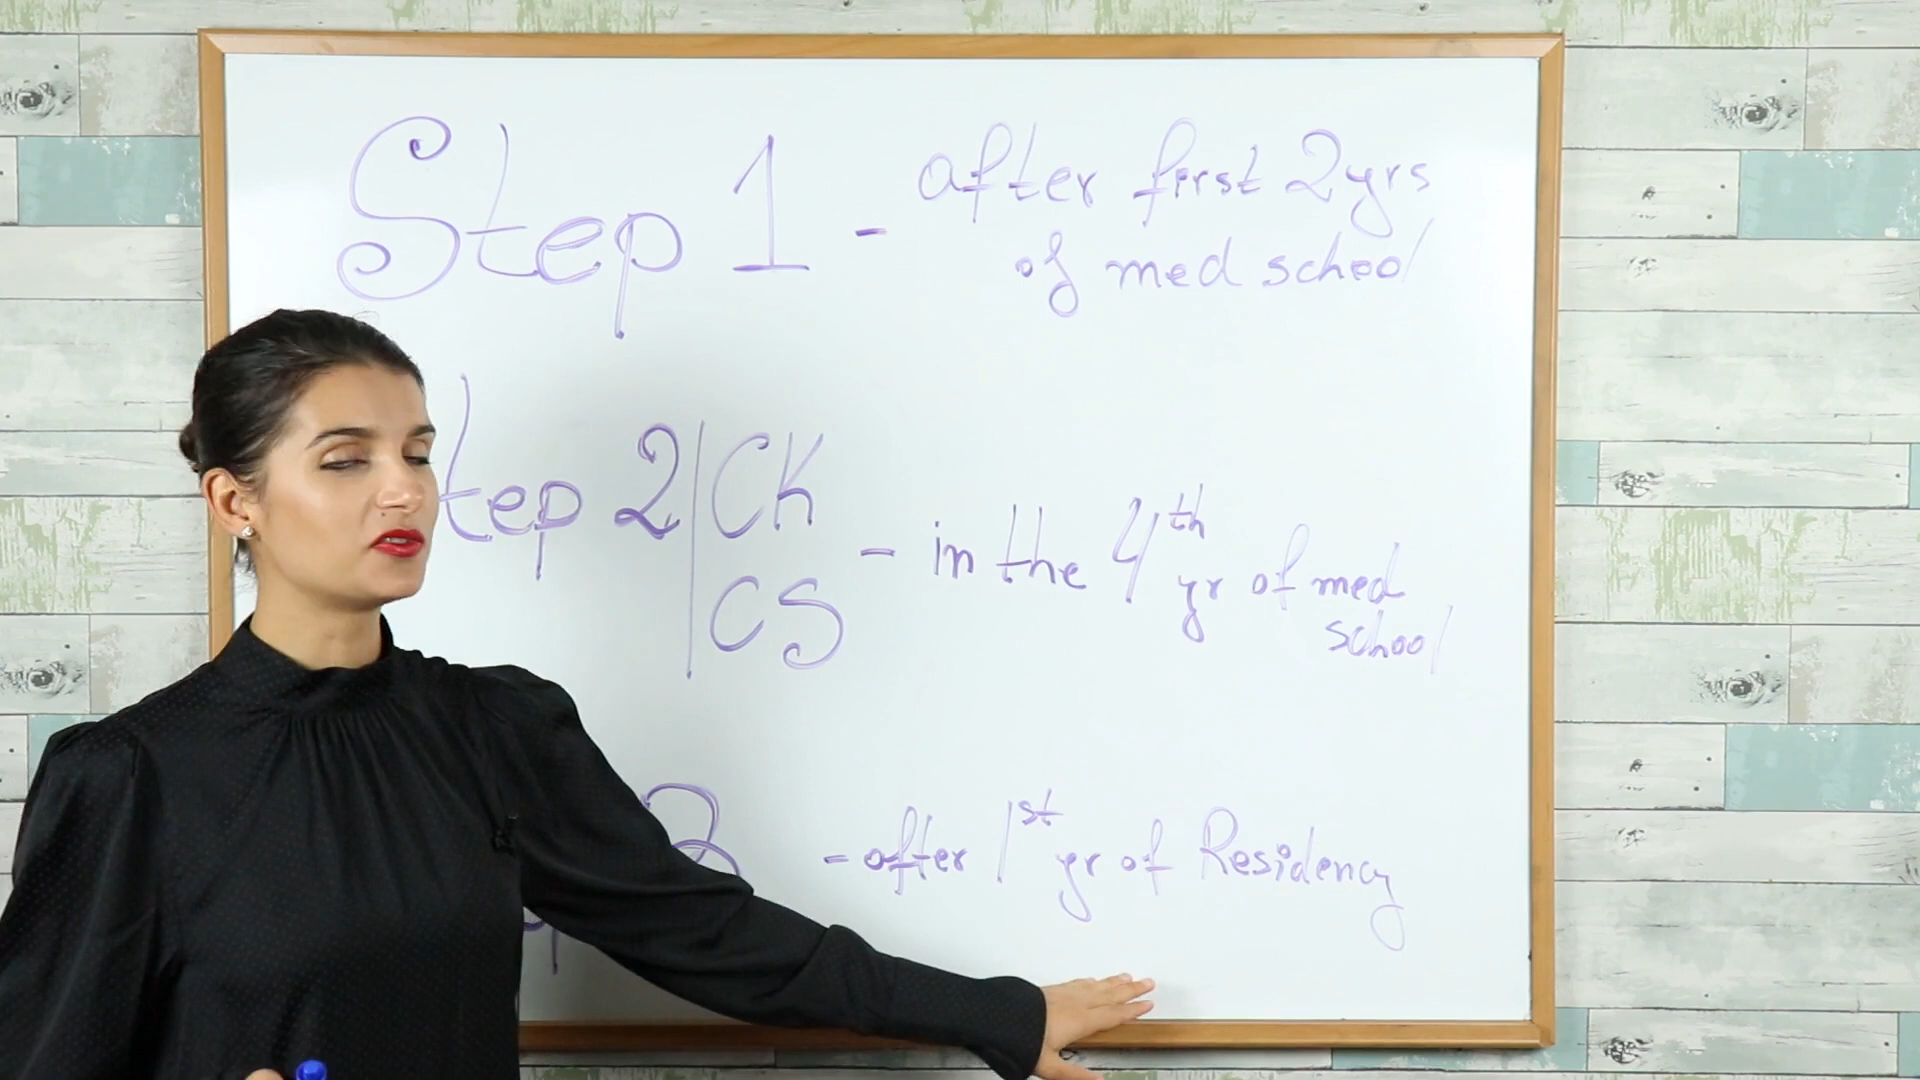 Step 1 - after first 2yrs
of med school
tep 2 | CK
CS
- in the 4th yr of med
school
3 - after 1st yr of Residency